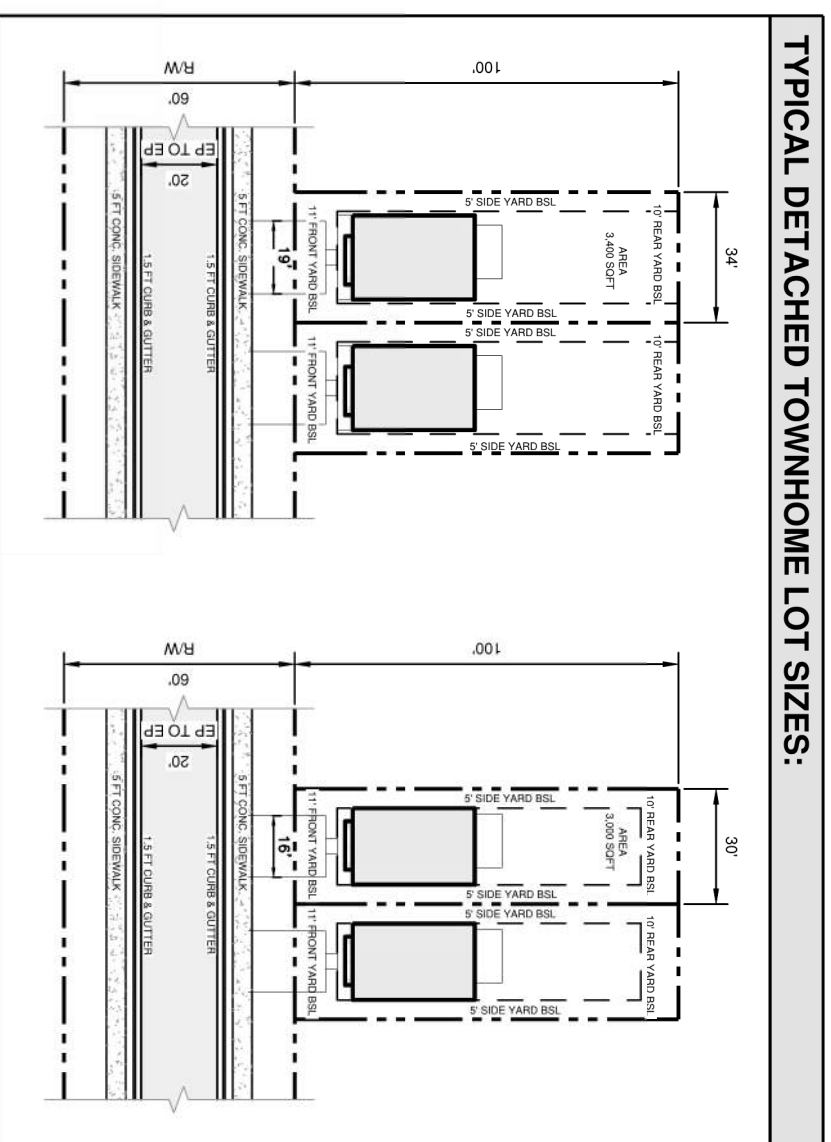 TYPICAL DETACHED TOWNHOME LOT SIZES:
34'
100'
10' REAR YARD BSL
10' REAR YARD BSL
AREA
3,400 SQFT
5' SIDE YARD BSL
5' SIDE YARD BSL
5' SIDE YARD BSL
5' SIDE YARD BSL
11' FRONT YARD BSL
11' FRONT YARD BSL
19'
60'
R/W
5 FT CONC. SIDEWALK
1.5 FT CURB & GUTTER
20'
EP TO EP
1.5 FT CURB & GUTTER
5 FT CONC. SIDEWALK
30'
100'
10' REAR YARD BSL
10' REAR YARD BSL
AREA
3,000 SQFT
5' SIDE YARD BSL
5' SIDE YARD BSL
5' SIDE YARD BSL
5' SIDE YARD BSL
11' FRONT YARD BSL
11' FRONT YARD BSL
16'
60'
R/W
5 FT CONC. SIDEWALK
1.5 FT CURB & GUTTER
20'
EP TO EP
1.5 FT CURB & GUTTER
5 FT CONC. SIDEWALK